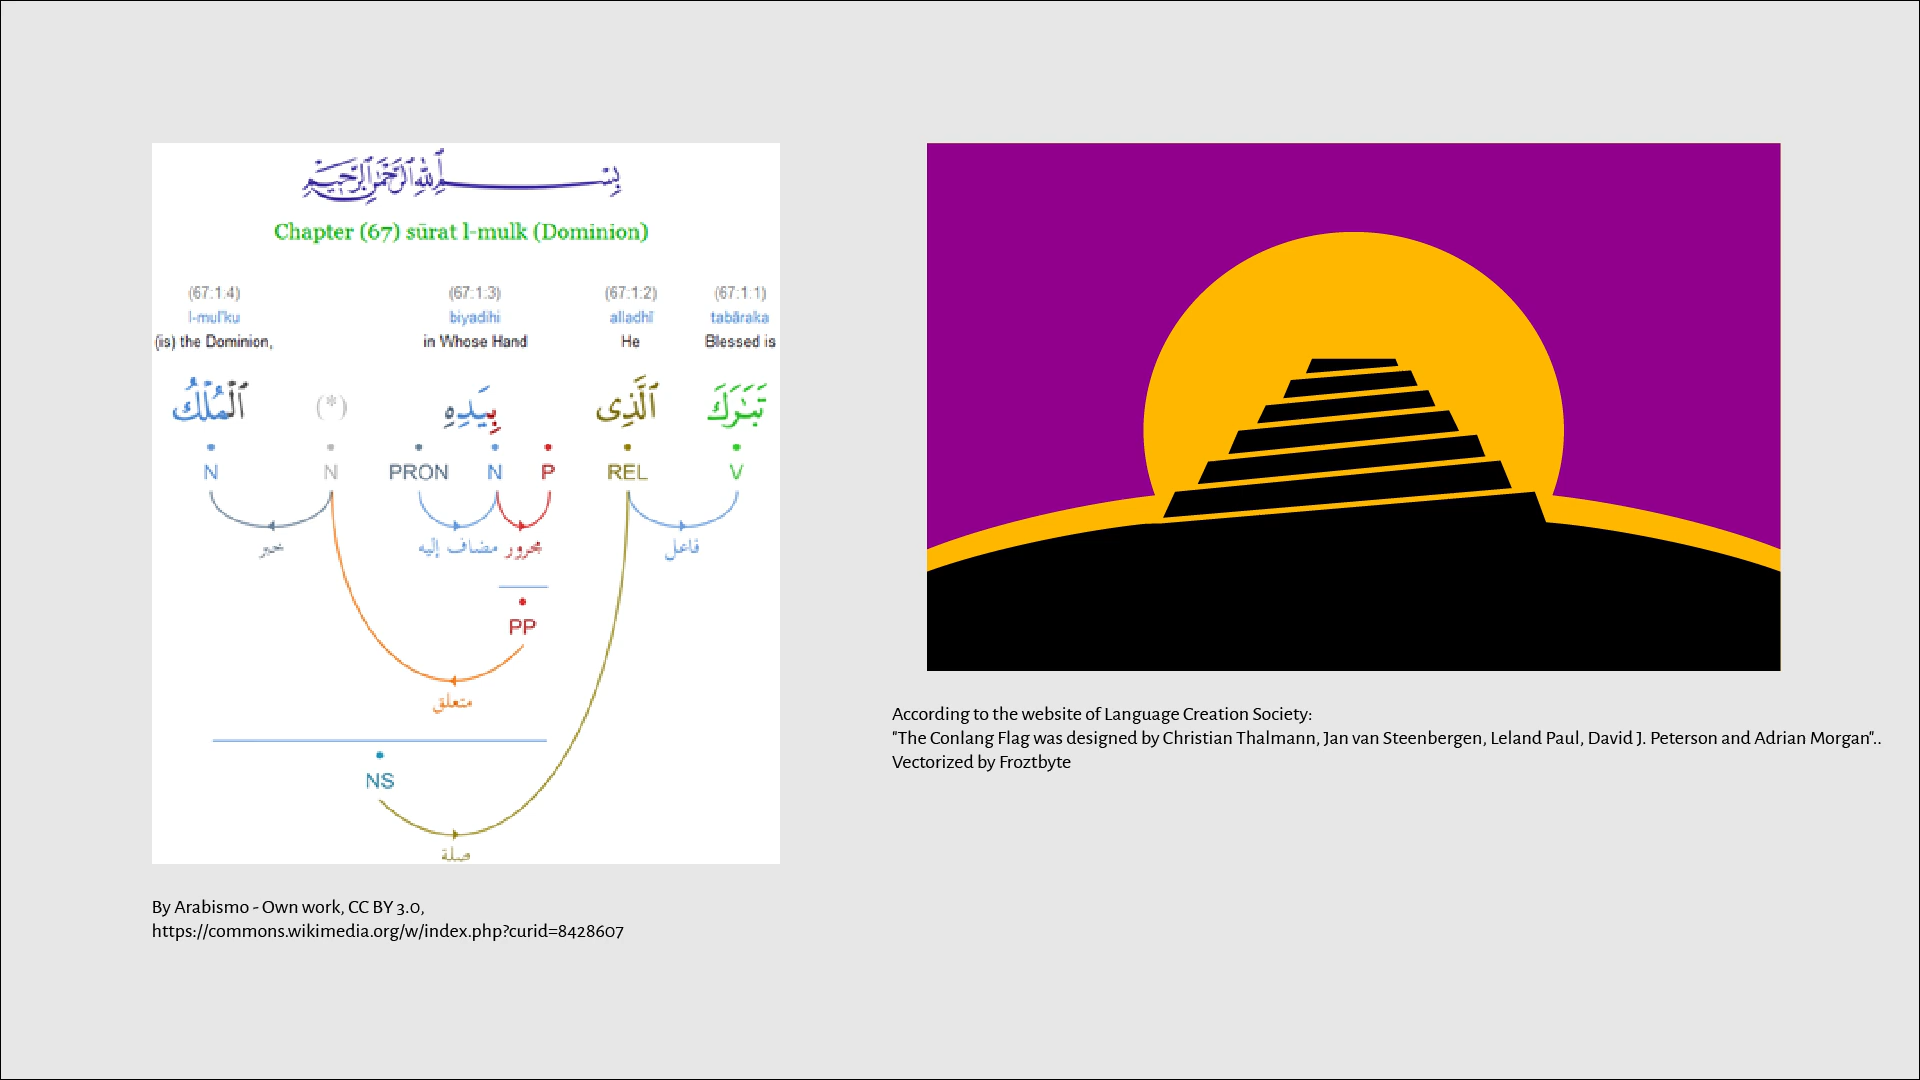 بِسْمِ ٱللَّهِ ٱلرَّحْمَٰنِ ٱلرَّحِيمِ
Chapter (67) sūrat l-mulk (Dominion)
(67:1:4) (67:1:3) (67:1:2) (67:1:1)
l-mul'ku biyadihi alladhī tabāraka
(is) the Dominion, in Whose Hand He Blessed is
تَبَٰرَكَ ٱلَّذِى بِيَدِهِ (*) ٱلْمُلْكُ
N N PRON N P REL V
خبر مضاف إليه مجرور فاعل
PP
متعلق
NS
صلة
By Arabismo - Own work, CC BY 3.0,
https://commons.wikimedia.org/w/index.php?curid=8428607
According to the website of Language Creation Society:
"The Conlang Flag was designed by Christian Thalmann, Jan van Steenbergen, Leland Paul, David J. Peterson and Adrian Morgan"..
Vectorized by Froztbyte